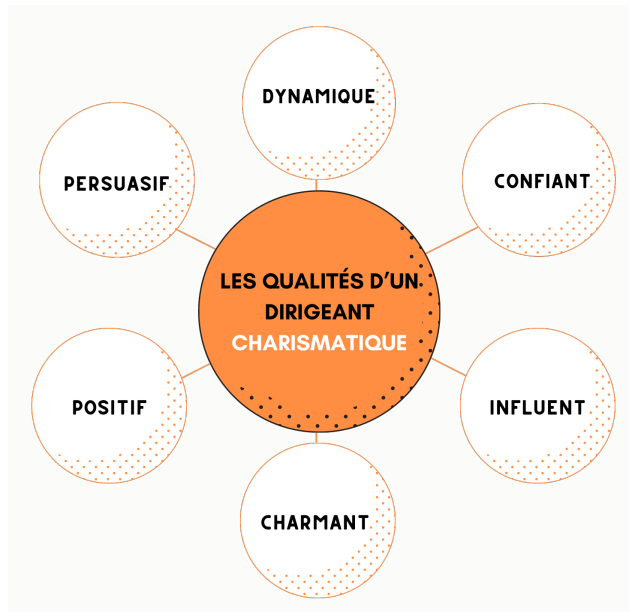 DYNAMIQUE
PERSUASIF
CONFIANT
LES QUALITÉS D'UN
DIRIGEANT
CHARISMATIQUE
POSITIF
INFLUENT
CHARMANT